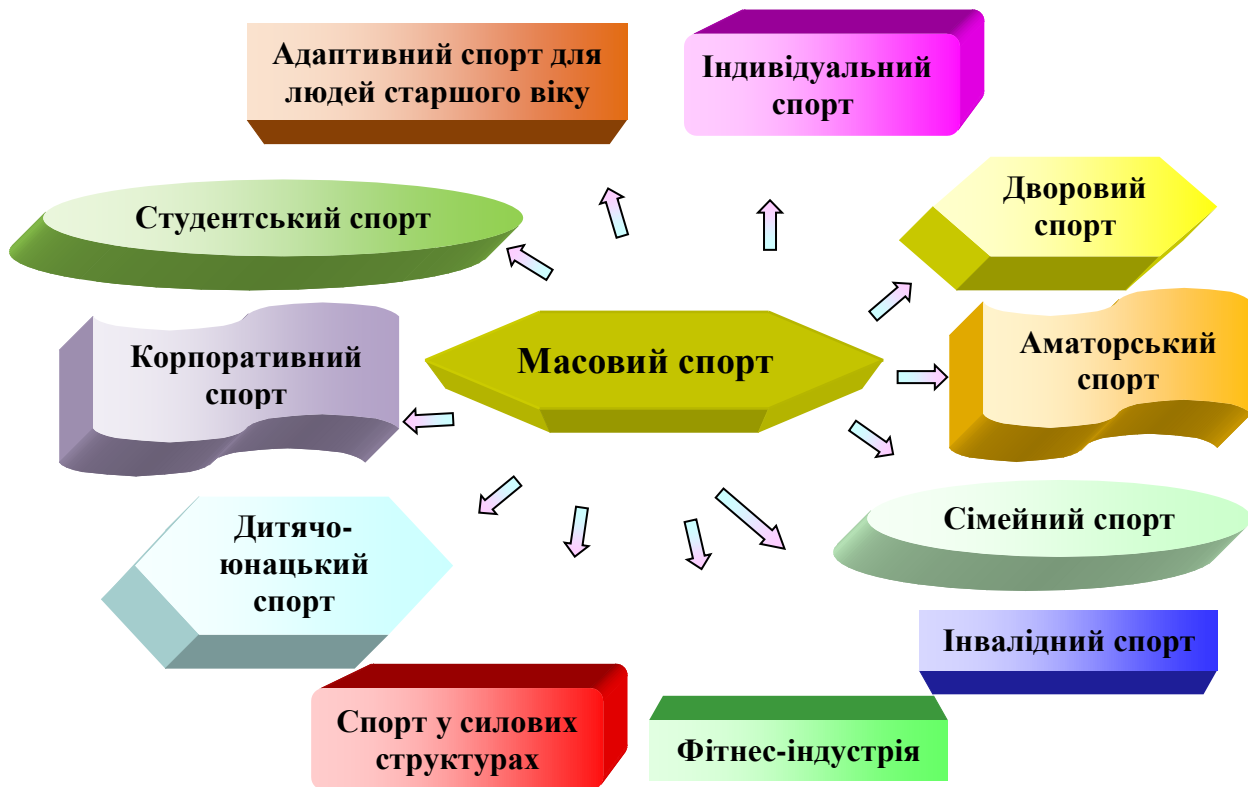 Адаптивний спорт для
людей старшого віку
Індивідуальний
спорт
Студентський спорт
Дворовий
спорт
Корпоративний
спорт
Масовий спорт
Аматорський
спорт
Дитячо-
юнацький
спорт
Сімейний спорт
Інвалідний спорт
Спорт у силових
структурах
Фітнес-індустрія